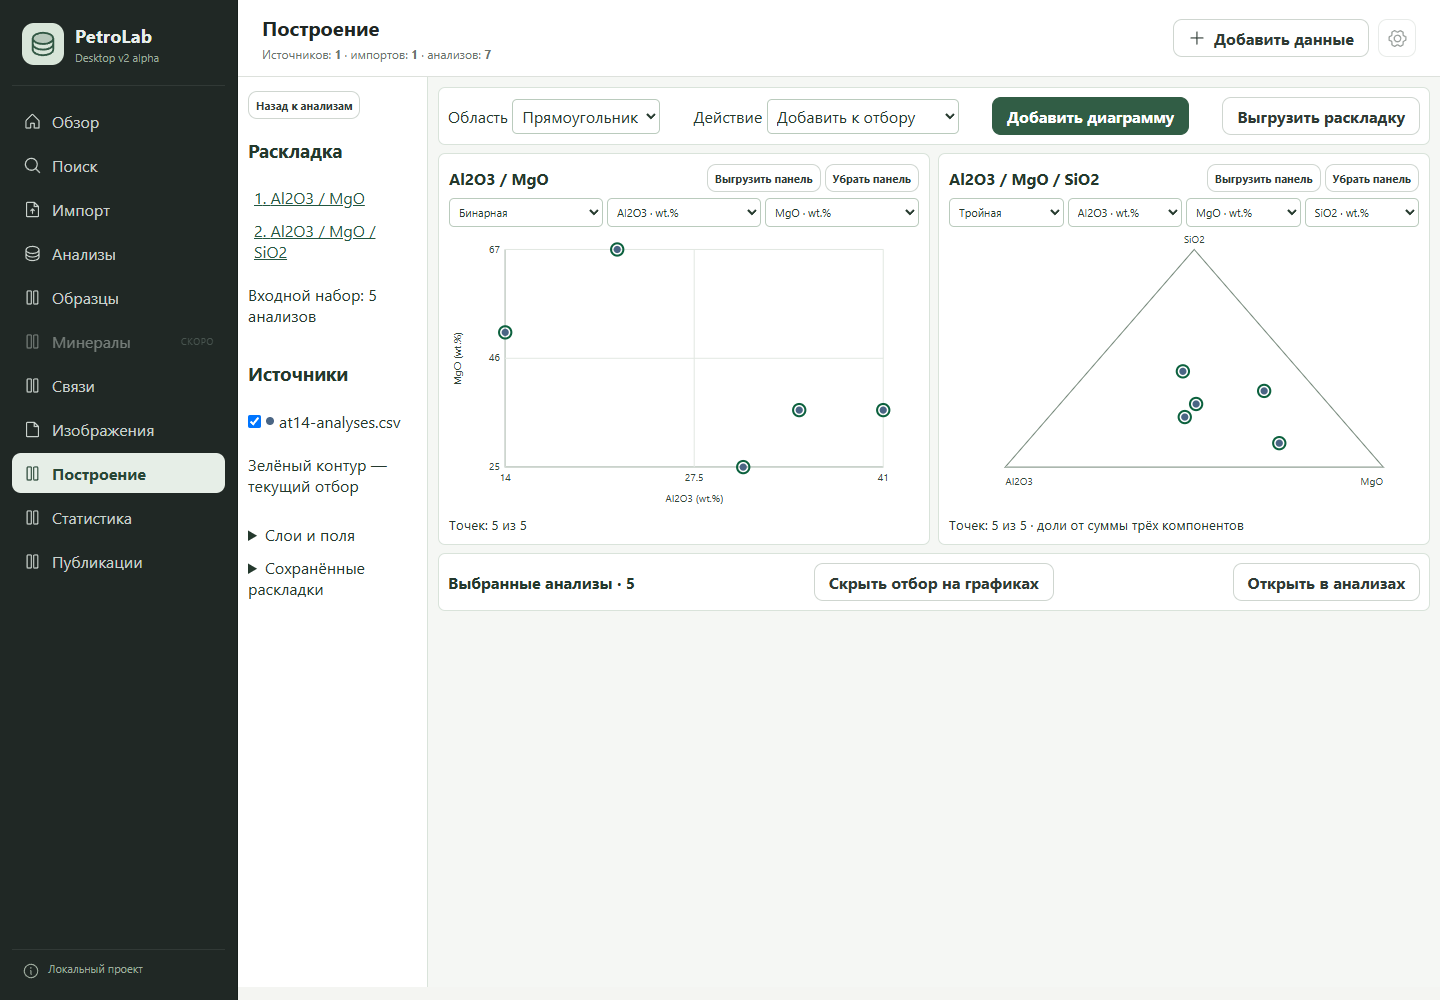 PetroLab
Desktop v2 alpha
Обзор
Поиск
Импорт
Анализы
Образцы
Минералы СКОРО
Связи
Изображения
Построение
Статистика
Публикации
Локальный проект
Построение
Источников: 1 · импортов: 1 · анализов: 7
Добавить данные
Назад к анализам
Раскладка
1. Al2O3 / MgO
2. Al2O3 / MgO /
SiO2
Входной набор: 5
анализов
Источники
at14-analyses.csv
Зелёный контур —
текущий отбор
Слои и поля
Сохранённые
раскладки
Область Прямоугольник Действие Добавить к отбору Добавить диаграмму Выгрузить раскладку
Al2O3 / MgO Выгрузить панель Убрать панель
Бинарная Al2O3 · wt.% MgO · wt.%
67
46
25
MgO (wt.%)
14 27.5 41
Al2O3 (wt.%)
Точек: 5 из 5
Al2O3 / MgO / SiO2 Выгрузить панель Убрать панель
Тройная Al2O3 · wt.% MgO · wt.% SiO2 · wt.%
SiO2
Al2O3 MgO
Точек: 5 из 5 · доли от суммы трёх компонентов
Выбранные анализы · 5 Скрыть отбор на графиках Открыть в анализах